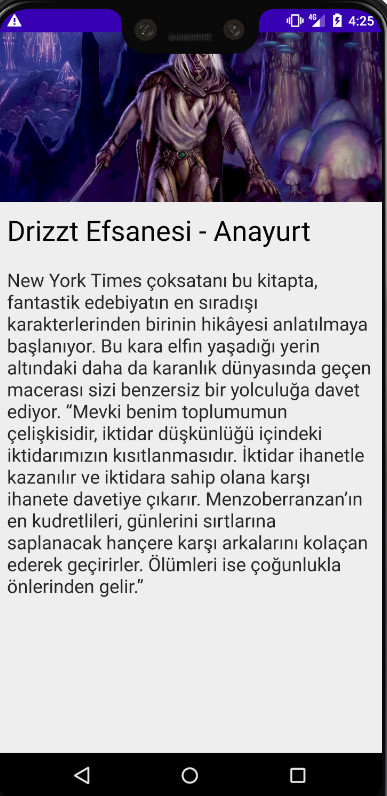 4G 4:25
Drizzt Efsanesi - Anayurt
New York Times çoksatanı bu kitapta,
fantastik edebiyatın en sıradışı
karakterlerinden birinin hikâyesi anlatılmaya
başlanıyor. Bu kara elfin yaşadığı yerin
altındaki daha da karanlık dünyasında geçen
macerası sizi benzersiz bir yolculuğa davet
ediyor. “Mevki benim toplumumun
çelişkisidir, iktidar düşkünlüğü içindeki
iktidarımızın kısıtlanmasıdır. İktidar ihanetle
kazanılır ve iktidara sahip olana karşı
ihanete davetiye çıkarır. Menzoberranzan’ın
en kudretlileri, günlerini sırtlarına
saplanacak hançere karşı arkalarını kolaçan
ederek geçirirler. Ölümleri ise çoğunlukla
önlerinden gelir.”